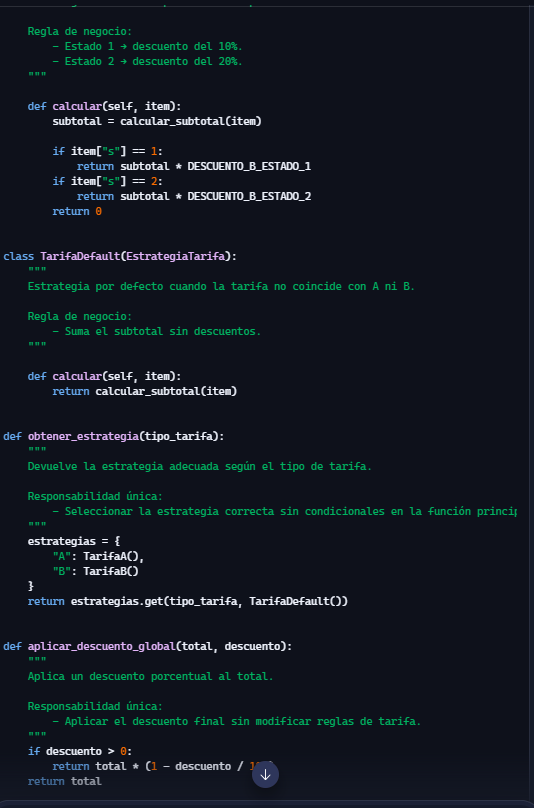 Regla de negocio:
- Estado 1 → descuento del 10%.
- Estado 2 → descuento del 20%.
"""
def calcular(self, item):
subtotal = calcular_subtotal(item)
if item["s"] == 1:
return subtotal * DESCUENTO_B_ESTADO_1
if item["s"] == 2:
return subtotal * DESCUENTO_B_ESTADO_2
return 0
class TarifaDefault(EstrategiaTarifa):
"""
Estrategia por defecto cuando la tarifa no coincide con A ni B.
Regla de negocio:
- Suma el subtotal sin descuentos.
"""
def calcular(self, item):
return calcular_subtotal(item)
def obtener_estrategia(tipo_tarifa):
"""
Devuelve la estrategia adecuada según el tipo de tarifa.
Responsabilidad única:
- Seleccionar la estrategia correcta sin condicionales en la función
"""
estrategias = {
"A": TarifaA(),
"B": TarifaB()
}
return estrategias.get(tipo_tarifa, TarifaDefault())
def aplicar_descuento_global(total, descuento):
"""
Aplica un descuento porcentual al total.
Responsabilidad única:
- Aplicar el descuento final sin modificar reglas de tarifa.
"""
if descuento > 0:
return total * (1 - descuento /
return total